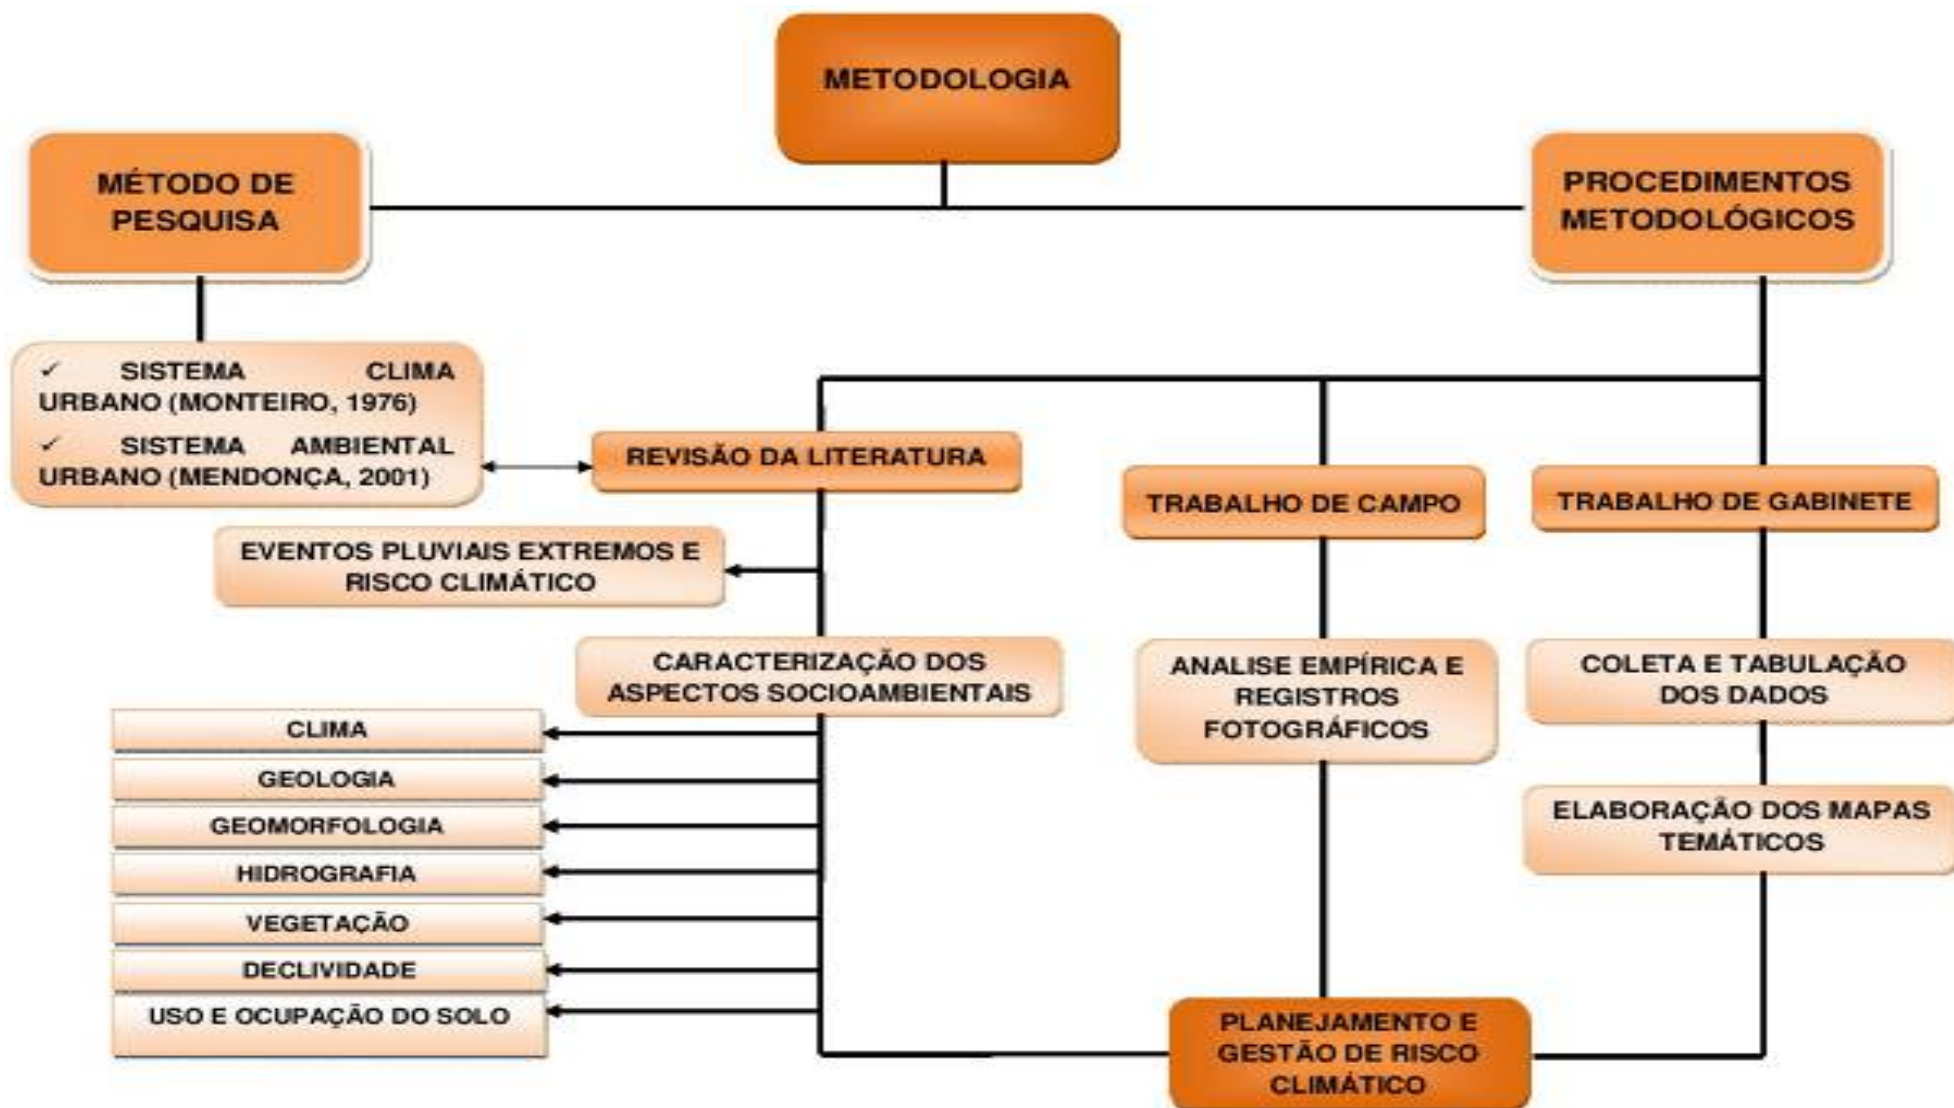 METODOLOGIA
MÉTODO DE
PESQUISA
PROCEDIMENTOS
METODOLÓGICOS
✓ SISTEMA CLIMA
URBANO (MONTEIRO, 1976)
✓ SISTEMA AMBIENTAL
URBANO (MENDONÇA, 2001)
REVISÃO DA LITERATURA
TRABALHO DE CAMPO
TRABALHO DE GABINETE
EVENTOS PLUVIAIS EXTREMOS E
RISCO CLIMÁTICO
CARACTERIZAÇÃO DOS
ASPECTOS SOCIOAMBIENTAIS
ANALISE EMPÍRICA E
REGISTROS
FOTOGRÁFICOS
COLETA E TABULAÇÃO
DOS DADOS
CLIMA
GEOLOGIA
GEOMORFOLOGIA
HIDROGRAFIA
VEGETAÇÃO
DECLIVIDADE
USO E OCUPAÇÃO DO SOLO
ELABORAÇÃO DOS MAPAS
TEMÁTICOS
PLANEJAMENTO E
GESTÃO DE RISCO
CLIMÁTICO